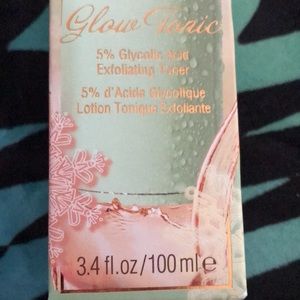 Glow Tonic
5% Glycolic Acid
Exfoliating Toner
5% d'Acide Glycolique
Lotion Tonique Exfoliante
3.4 fl.oz/100 ml e